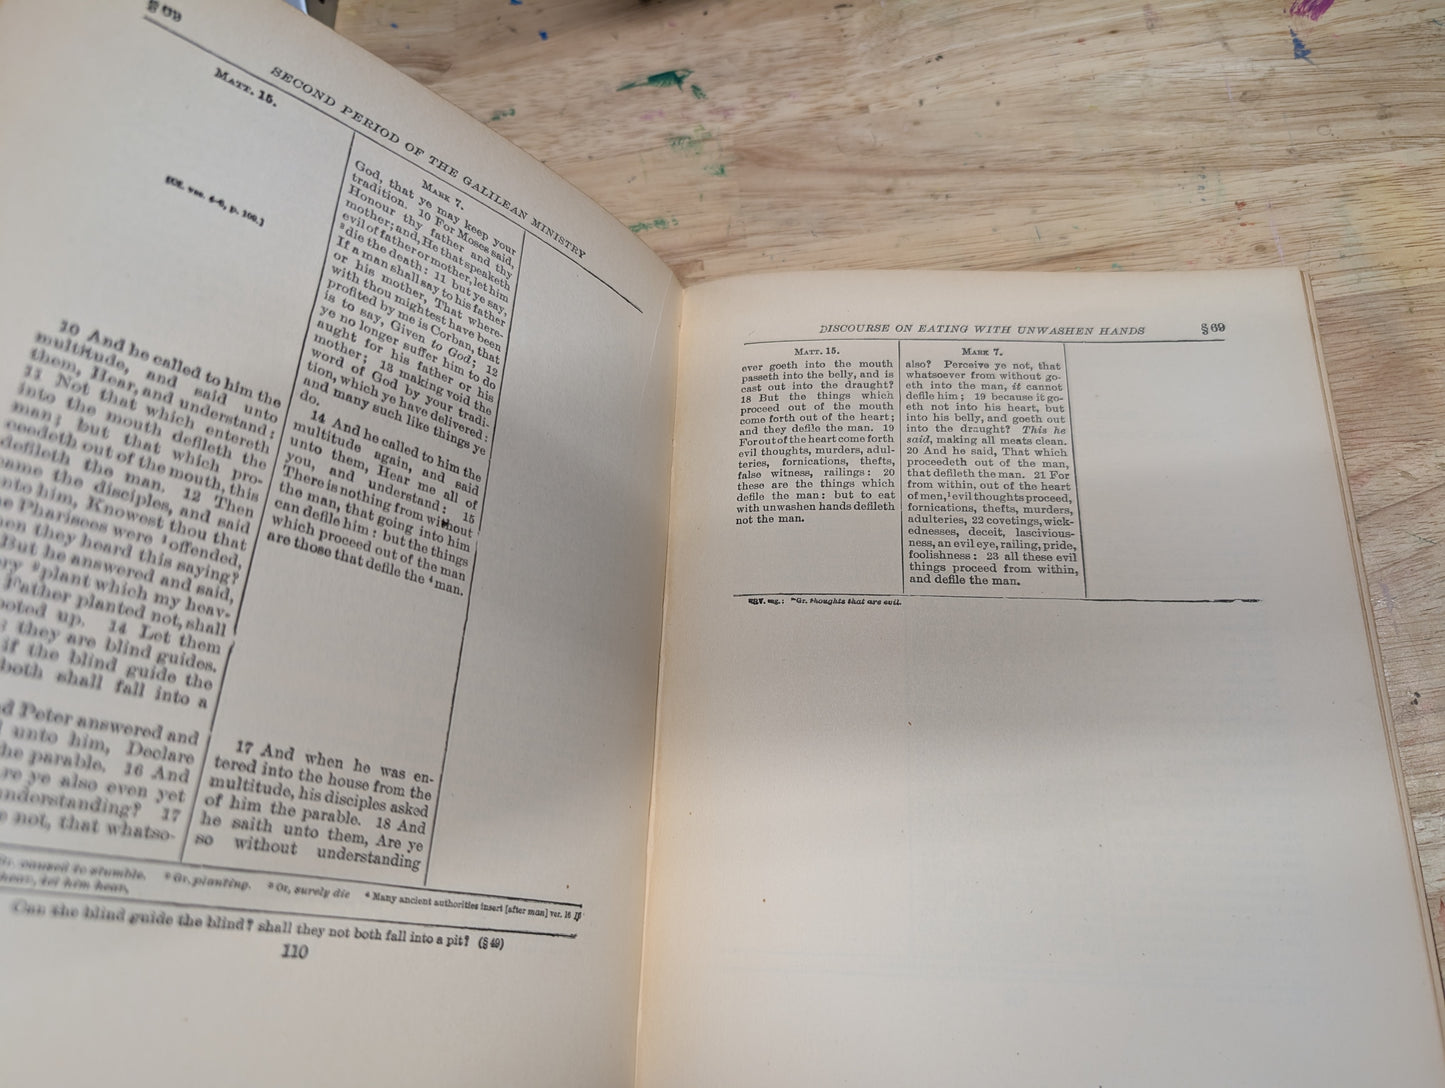 § 69
SECOND PERIOD OF THE GALILEAN MINISTRY
MATT. 15.
[Cf. vss. 4-6, p. 109.]
10 And he called to him the
multitude, and said unto
them, Hear, and understand:
11 Not that which entereth
into the mouth defileth the
man; but that which pro-
ceedeth out of the mouth, this
defileth the man. 12 Then
came the disciples, and said
unto him, Knowest thou that
the Pharisees were ¹offended,
when they heard this saying?
But he answered and said,
²plant which my heav-
Father planted not, shall
rooted up. 14 Let them
they are blind guides.
if the blind guide the
both shall fall into a
Peter answered and
unto him, Declare
the parable. 16 And
are ye also even yet
understanding? 17
not, that whatso-
MARK 7.
God, that ye may keep your
tradition. 10 For Moses said,
Honour thy father and thy
mother; and, He that speaketh
evil of father or mother, let him
³die the death: 11 but ye say,
If a man shall say to his father
or his mother, That where-
with thou mightest have been
profited by me is Corban, that
is to say, Given to God; 12
ye no longer suffer him to do
aught for his father or his
mother; 13 making void the
word of God by your tradi-
tion, which ye have delivered:
and many such like things ye
do.
14 And he called to him the
multitude again, and said
unto them, Hear me all of
you, and understand: 15
There is nothing from without
the man, that going into him
can defile him: but the things
which proceed out of the man
are those that defile the ⁴man.
17 And when he was en-
tered into the house from the
multitude, his disciples asked
of him the parable. 18 And
he saith unto them, Are ye
so without understanding
Gr. caused to stumble. ² Gr. planting. ³ Or, surely die ⁴ Many ancient authorities insert [after man] ver. 16 If
hear, let him hear.
Can the blind guide the blind? shall they not both fall into a pit? (§ 49)
110
DISCOURSE ON EATING WITH UNWASHEN HANDS § 69
MATT. 15.
ever goeth into the mouth
passeth into the belly, and is
cast out into the draught?
18 But the things which
proceed out of the mouth
come forth out of the heart;
and they defile the man. 19
For out of the heart come forth
evil thoughts, murders, adul-
teries, fornications, thefts,
false witness, railings: 20
these are the things which
defile the man: but to eat
with unwashen hands defileth
not the man.
MARK 7.
also? Perceive ye not, that
whatsoever from without go-
eth into the man, it cannot
defile him; 19 because it go-
eth not into his heart, but
into his belly, and goeth out
into the draught? This he
said, making all meats clean.
20 And he said, That which
proceedeth out of the man,
that defileth the man. 21 For
from within, out of the heart
of men, ¹evil thoughts proceed,
fornications, thefts, murders,
adulteries, 22 covetings, wick-
ednesses, deceit, lascivious-
ness, an evil eye, railing, pride,
foolishness: 23 all these evil
things proceed from within,
and defile the man.
mg.: Gr. thoughts that are evil.